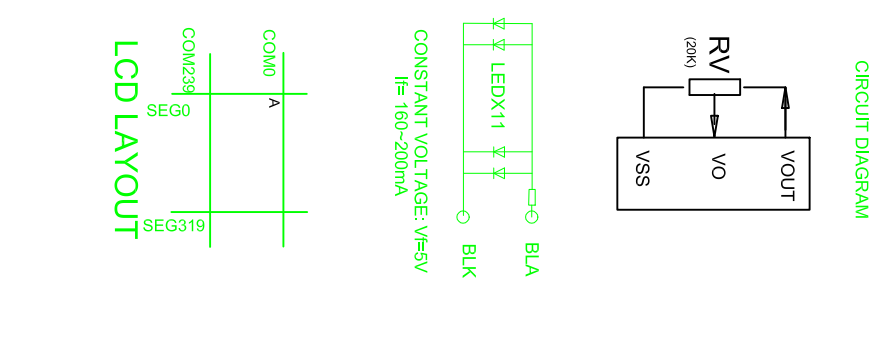 CIRCUIT DIAGRAM
RV
(20K)
VSS
VO
VOUT
LEDX11
CONSTANT VOLTAGE: Vf=5V
If= 160~200mA
BLK
BLA
LCD LAYOUT
COM239
COM0
SEG0
A
SEG319